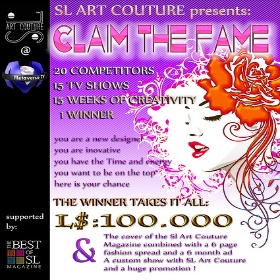 SL ART COUTURE presents:
CLAIM THE FAME
ART COUTURE
@
Metaverse TV
20 COMPETITORS
15 TV SHOWS
15 WEEKS OF CREATIVITY
1 WINNER
you are a new designer
you are inovative
you have the Time and energy
you want to be on the top
here is your chance
THE WINNER TAKES IT ALL:
L$:100.000
&
The cover of the Sl Art Couture
Magazine combined with a 6 page
fashion spread and a 6 month ad
A custom show with SL Art Couture
and a huge promotion !
supported
by:
THE
BEST
OF
SL
MAGAZINE